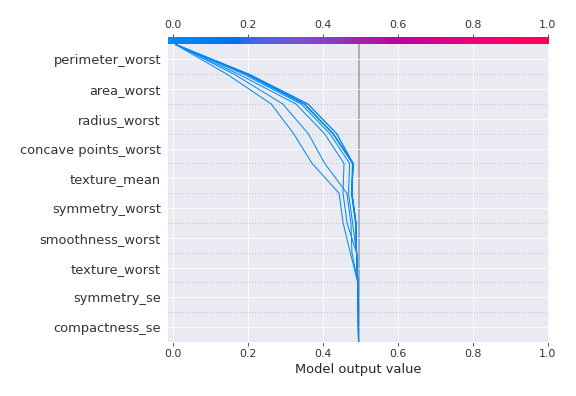 0.0 0.2 0.4 0.6 0.8 1.0
perimeter_worst
area_worst
radius_worst
concave points_worst
texture_mean
symmetry_worst
smoothness_worst
texture_worst
symmetry_se
compactness_se
0.0 0.2 0.4 0.6 0.8 1.0
Model output value